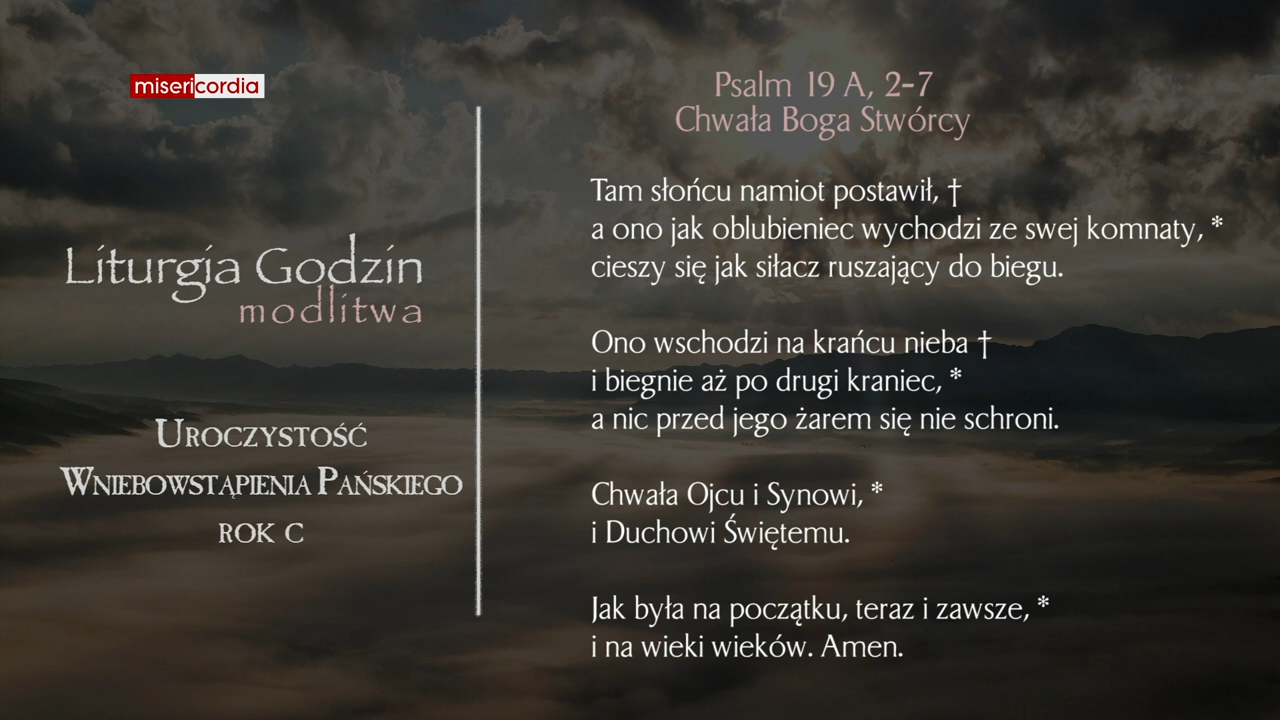 misericordia
Liturgia Godzin
modlitwa
Uroczystość
Wniebowstąpienia Pańskiego
rok C
Psalm 19 A, 2-7
Chwała Boga Stwórcy
Tam słońcu namiot postawił, †
a ono jak oblubieniec wychodzi ze swej komnaty, *
cieszy się jak siłacz ruszający do biegu.
Ono wschodzi na krańcu nieba †
i biegnie aż po drugi kraniec, *
a nic przed jego żarem się nie schroni.
Chwała Ojcu i Synowi, *
i Duchowi Świętemu.
Jak była na początku, teraz i zawsze, *
i na wieki wieków. Amen.